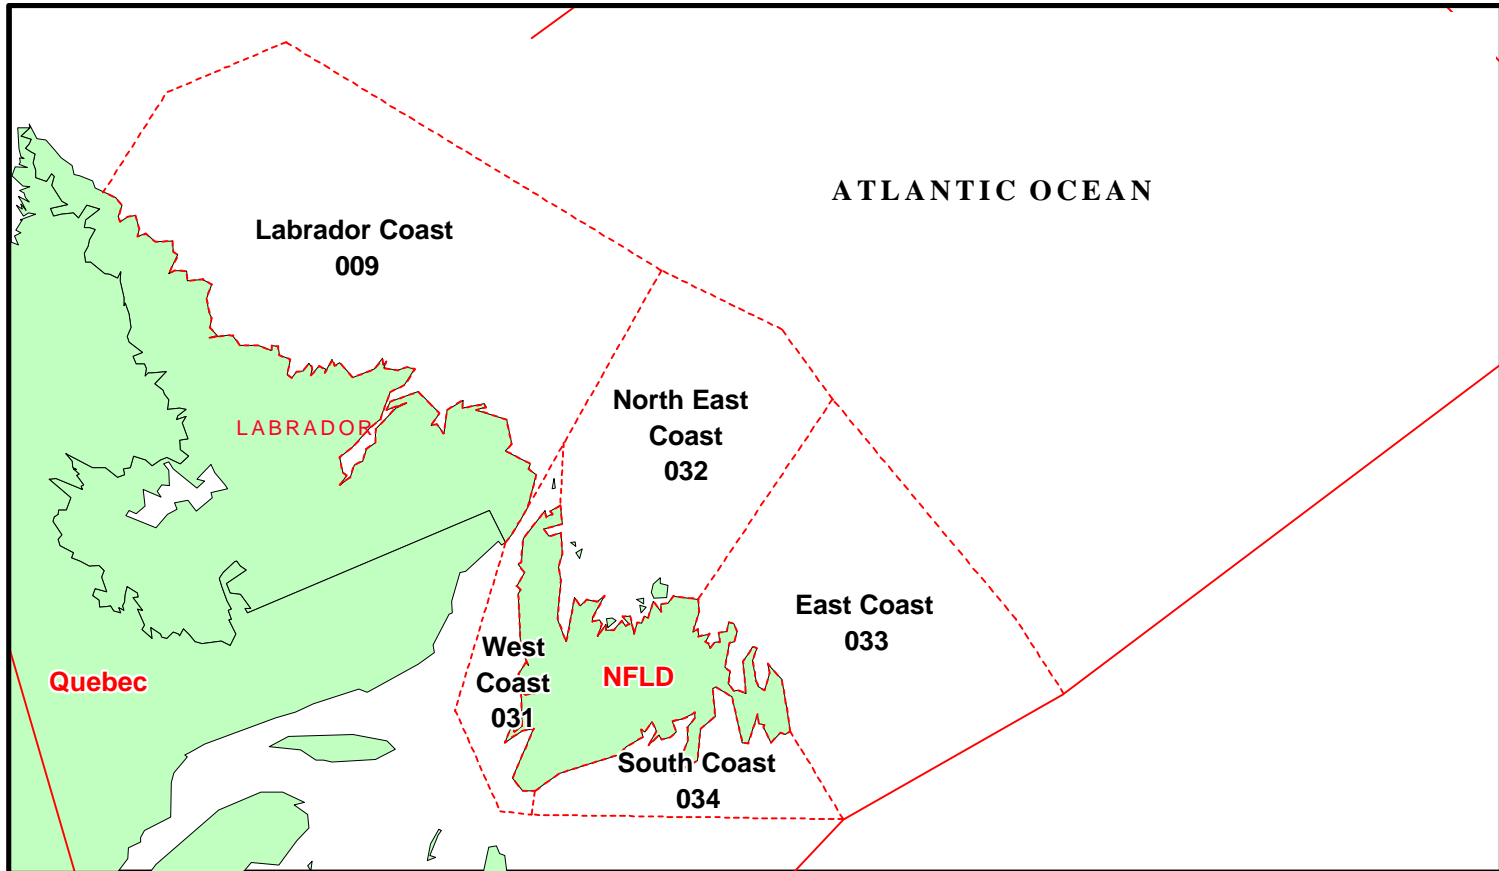 ATLANTIC OCEAN
Labrador Coast
009
North East
Coast
032
LABRADOR
East Coast
033
West
Coast
031
NFLD
Quebec
South Coast
034